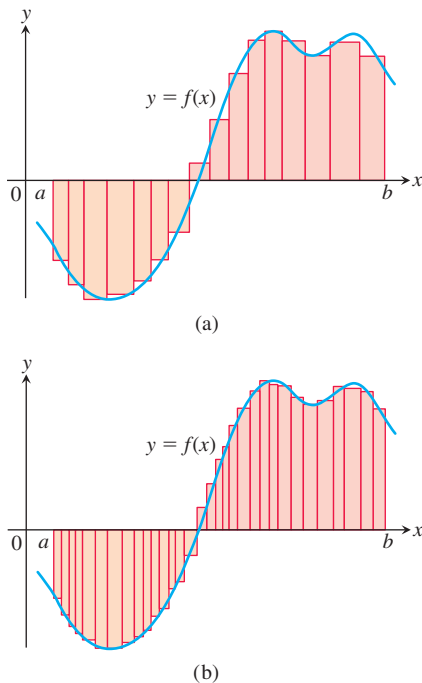 y
y = f(x)
0 a b x
(a)
y
y = f(x)
0 a b x
(b)